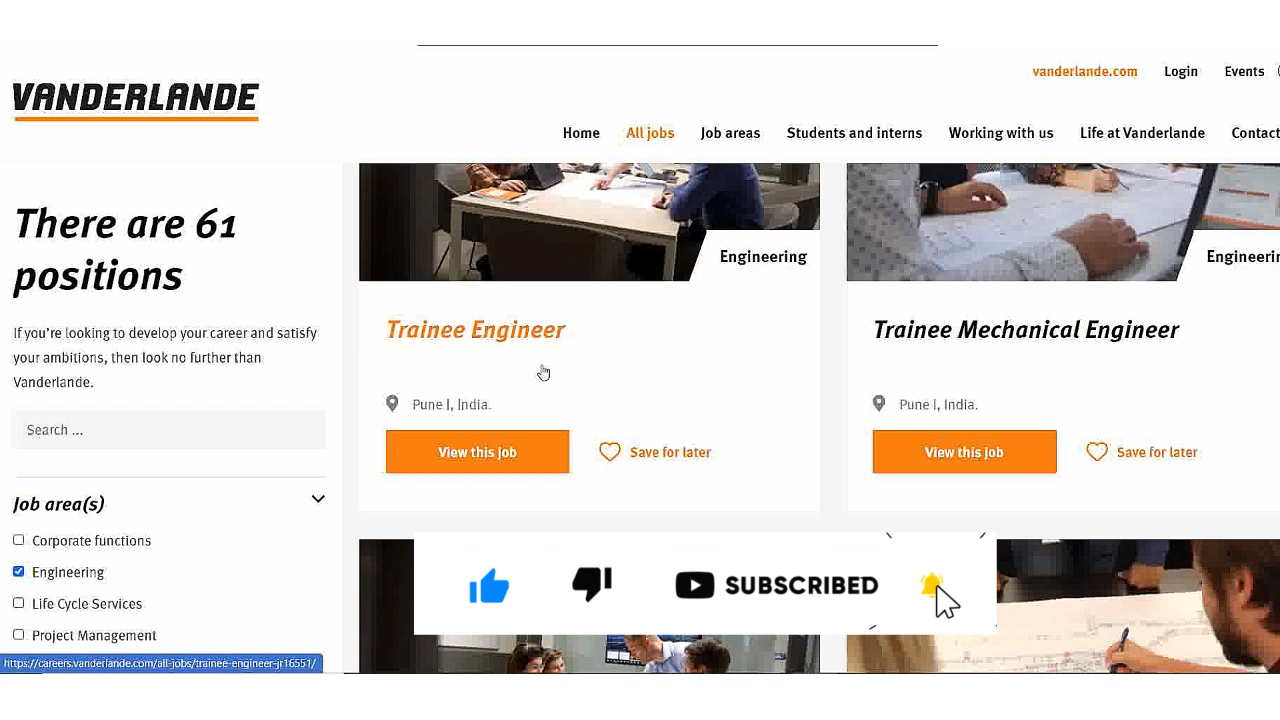 VANDERLANDE
vanderlande.com Login Events
Home All jobs Job areas Students and interns Working with us Life at Vanderlande Contact
There are 61
positions
If you're looking to develop your career and satisfy
your ambitions, then look no further than
Vanderlande.
Search ...
Job area(s)
Corporate functions
Engineering
Life Cycle Services
Project Management
https://careers.vanderlande.com/all-jobs/trainee-engineer-jr16551/
Engineering
Trainee Engineer
Pune I, India.
View this job Save for later
Engineerin
Trainee Mechanical Engineer
Pune I, India.
View this job Save for later
SUBSCRIBED